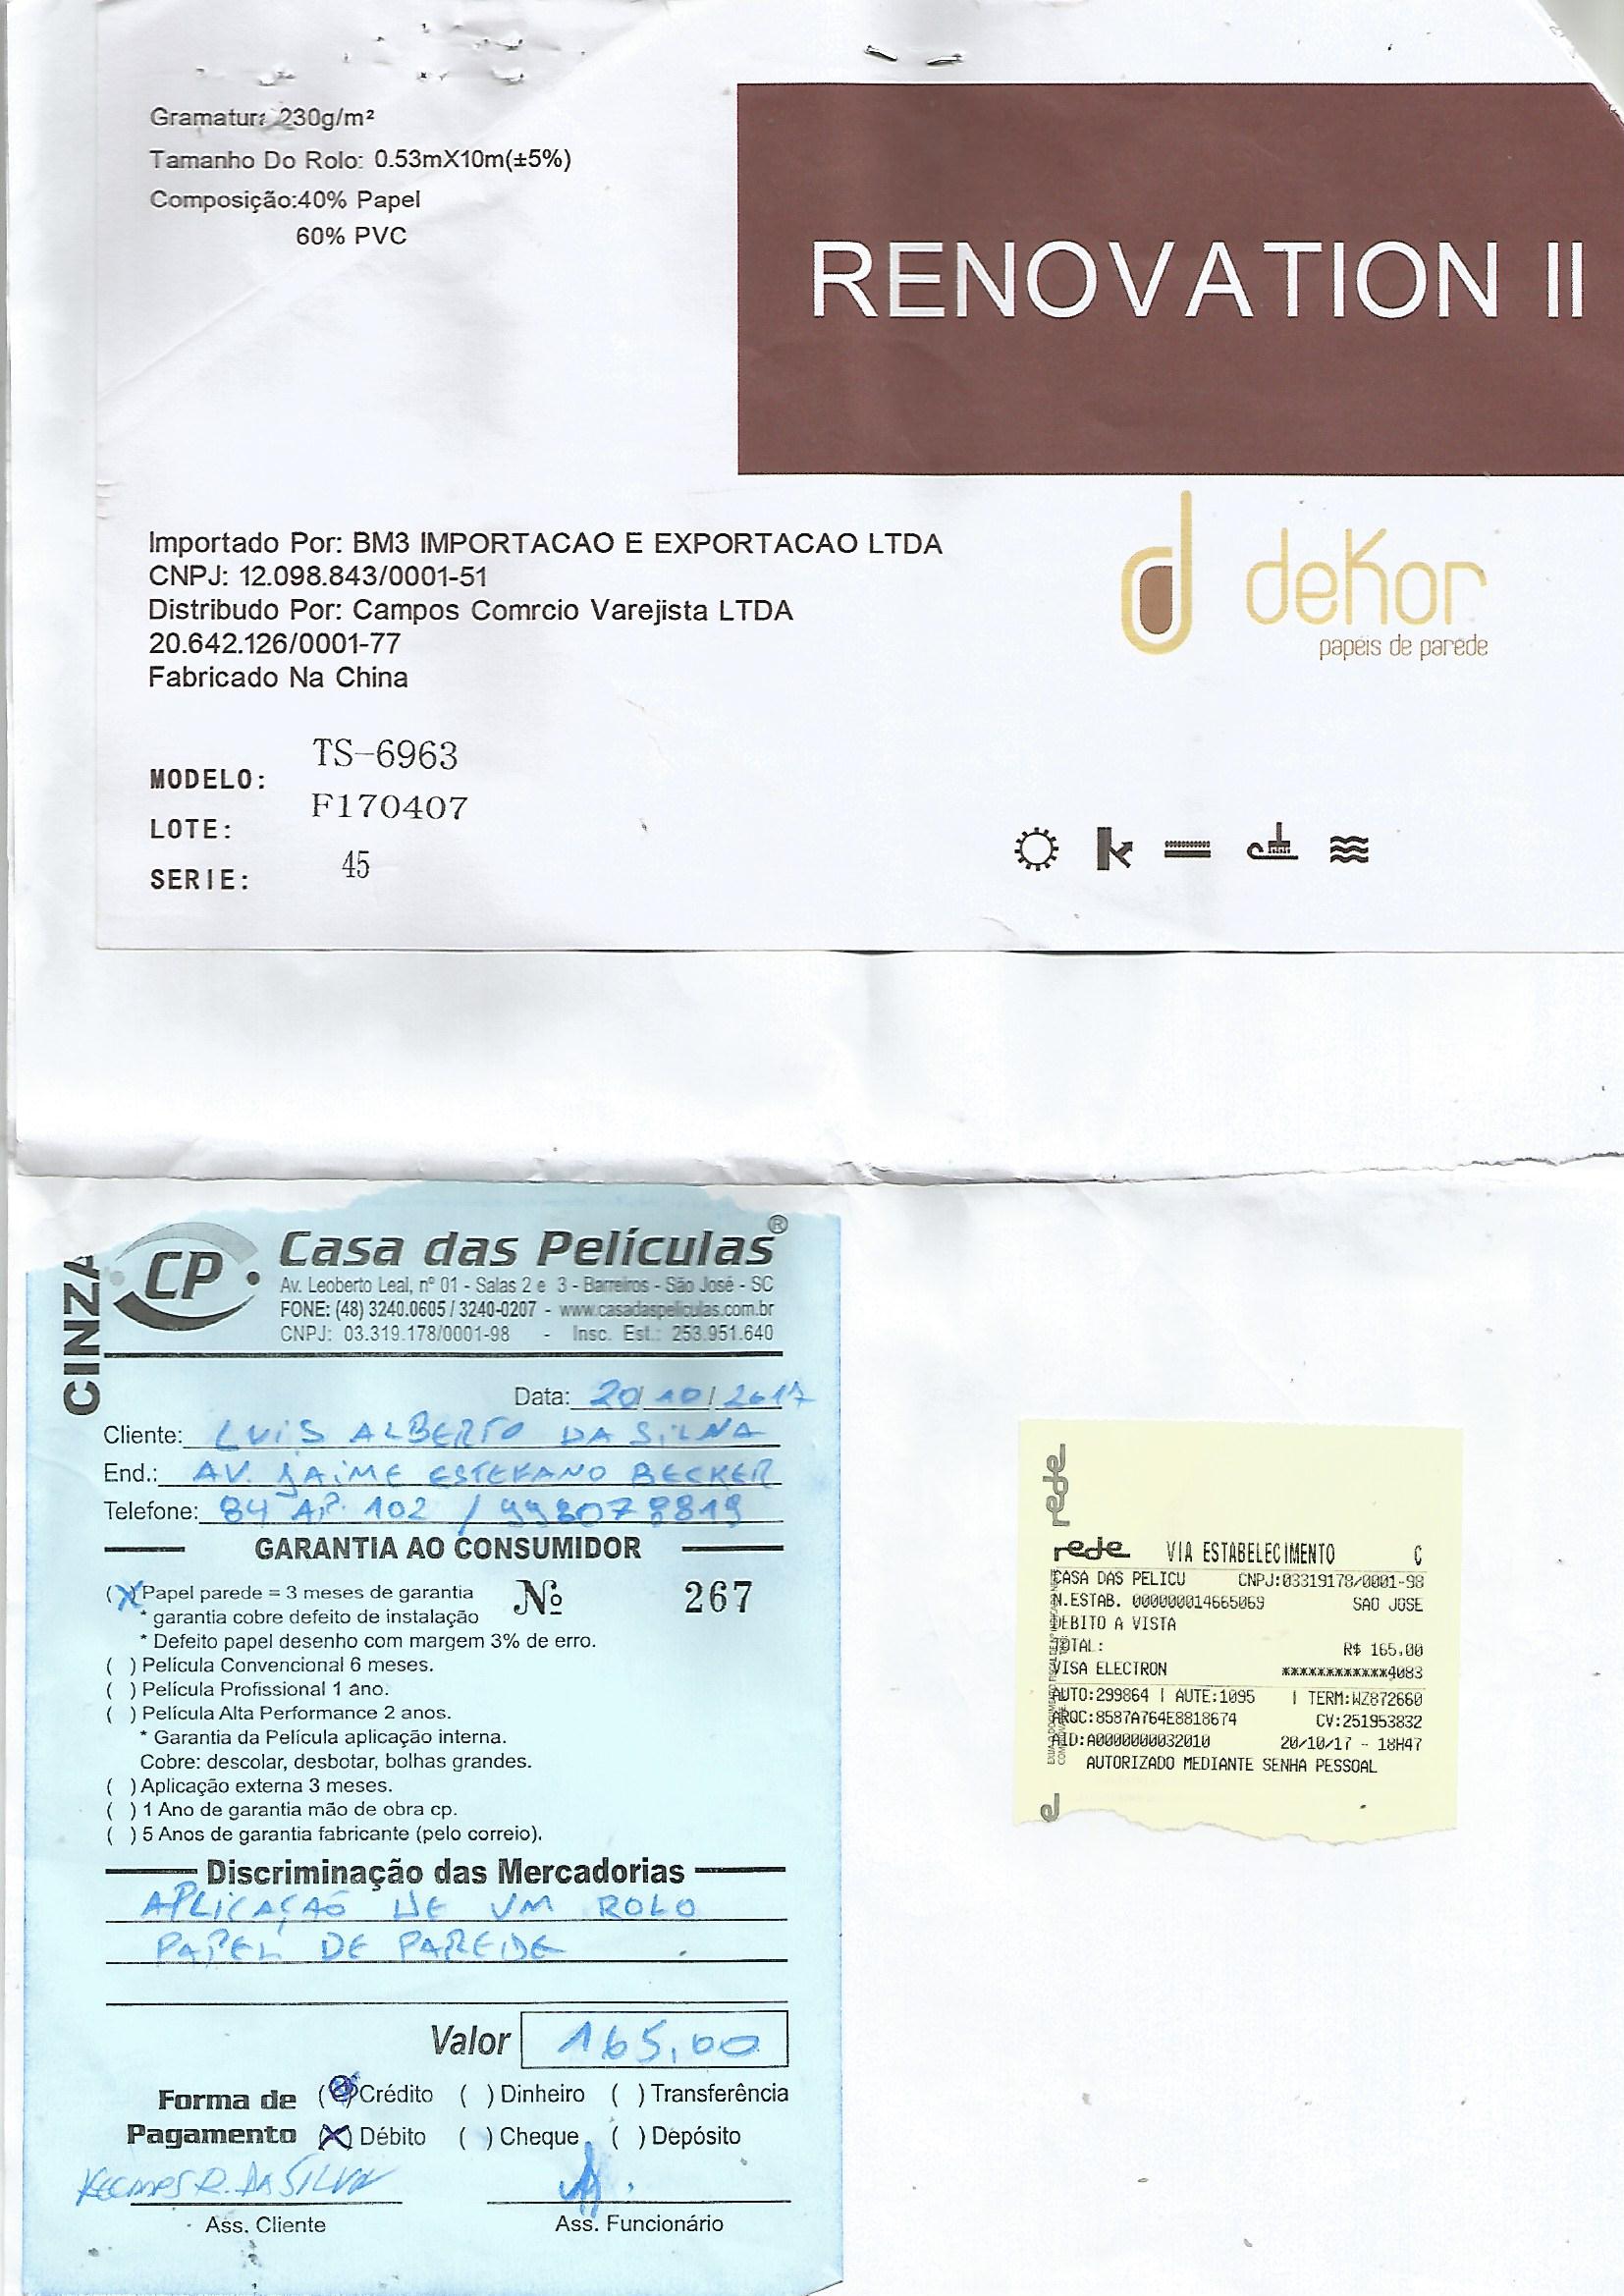 Gramatura 230g/m²
Tamanho Do Rolo: 0.53mX10m(±5%)
Composição:40% Papel
60% PVC
RENOVATION II
Importado Por: BM3 IMPORTACAO E EXPORTACAO LTDA
CNPJ: 12.098.843/0001-51
Distribudo Por: Campos Comrcio Varejista LTDA
20.642.126/0001-77
Fabricado Na China
deKor
papéis de parede
MODELO: TS-6963
LOTE: F170407
SERIE: 45
CINZA
CP Casa das Películas®
Av. Leoberto Leal, nº 01 - Salas 2 e 3 - Barreiros - São José - SC
FONE: (48) 3240.0605 / 3240-0207 - www.casadaspeliculas.com.br
CNPJ: 03.319.178/0001-98 - Insc. Est.: 253.951.640
Data: 20/10/2017
Cliente: LUIS ALBERTO DA SILVA
End.: AV. JAIME ESTEFANO BECKER
Telefone: 84 AP. 102 / 998078819
GARANTIA AO CONSUMIDOR
(X) Papel parede = 3 meses de garantia Nº 267
* garantia cobre defeito de instalação
* Defeito papel desenho com margem 3% de erro.
( ) Película Convencional 6 meses.
( ) Película Profissional 1 ano.
( ) Película Alta Performance 2 anos.
* Garantia da Película aplicação interna.
Cobre: descolar, desbotar, bolhas grandes.
( ) Aplicação externa 3 meses.
( ) 1 Ano de garantia mão de obra cp.
( ) 5 Anos de garantia fabricante (pelo correio).
Discriminação das Mercadorias
APLICAÇAO DE UM ROLO
PAPEL DE PAREDE
Valor 165,00
Forma de Pagamento
( ) Crédito ( ) Dinheiro ( ) Transferência
(X) Débito ( ) Cheque ( ) Depósito
R. DA SILVA
Ass. Cliente Ass. Funcionário
rede
rede VIA ESTABELECIMENTO C
CASA DAS PELICU CNPJ:03319178/0001-98
N.ESTAB. 000000014665069 SAO JOSE
DEBITO A VISTA
TOTAL: R$ 165,00
VISA ELECTRON ************4083
AUTO:299864 | AUTE:1095 | TERM:WZ872660
ARQC:8587A764E8818674 CV:251953832
AID:A0000000032010 20/10/17 - 18H47
AUTORIZADO MEDIANTE SENHA PESSOAL
e